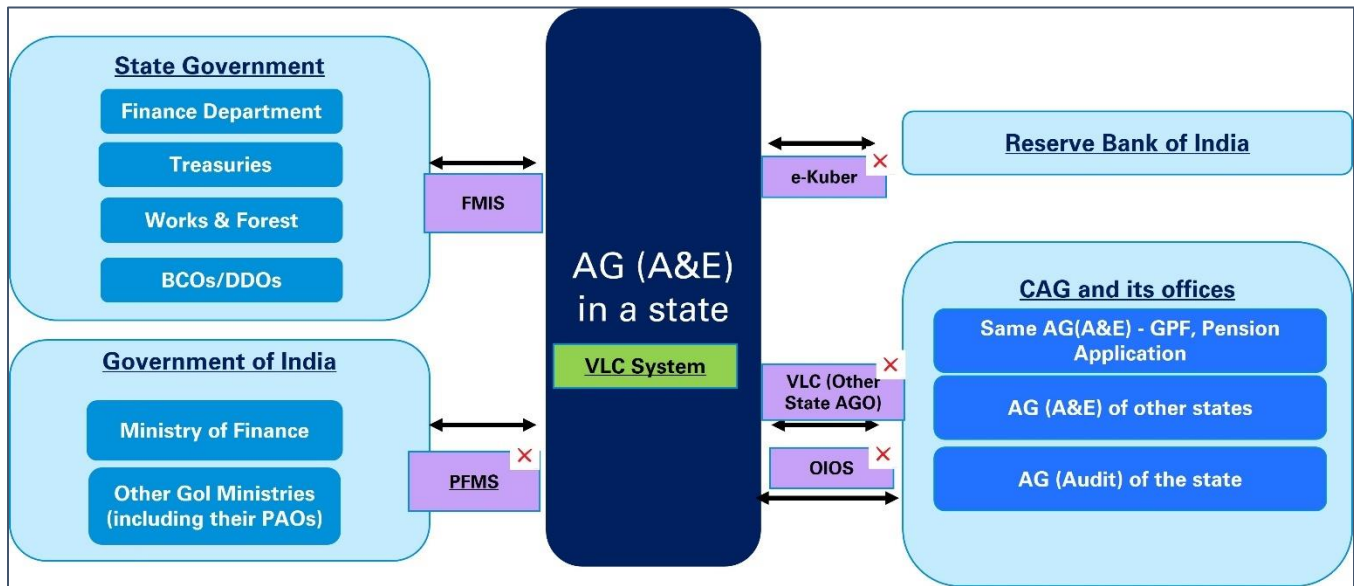 State Government
Finance Department
Treasuries
Works & Forest
BCOs/DDOs
FMIS
Government of India
Ministry of Finance
Other GoI Ministries
(including their PAOs)
PFMS
AG (A&E)
in a state
VLC System
e-Kuber
Reserve Bank of India
VLC (Other
State AGO)
OIOS
CAG and its offices
Same AG(A&E) - GPF, Pension
Application
AG (A&E) of other states
AG (Audit) of the state